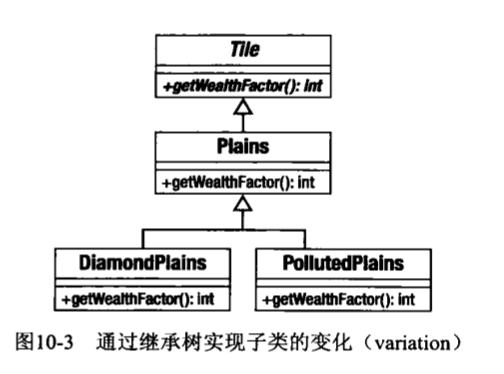 Tile
+getWealthFactor(): int
Plains
+getWealthFactor(): int
DiamondPlains
PollutedPlains
+getWealthFactor(): int
+getWealthFactor(): int
图10-3 通过继承树实现子类的变化（variation）